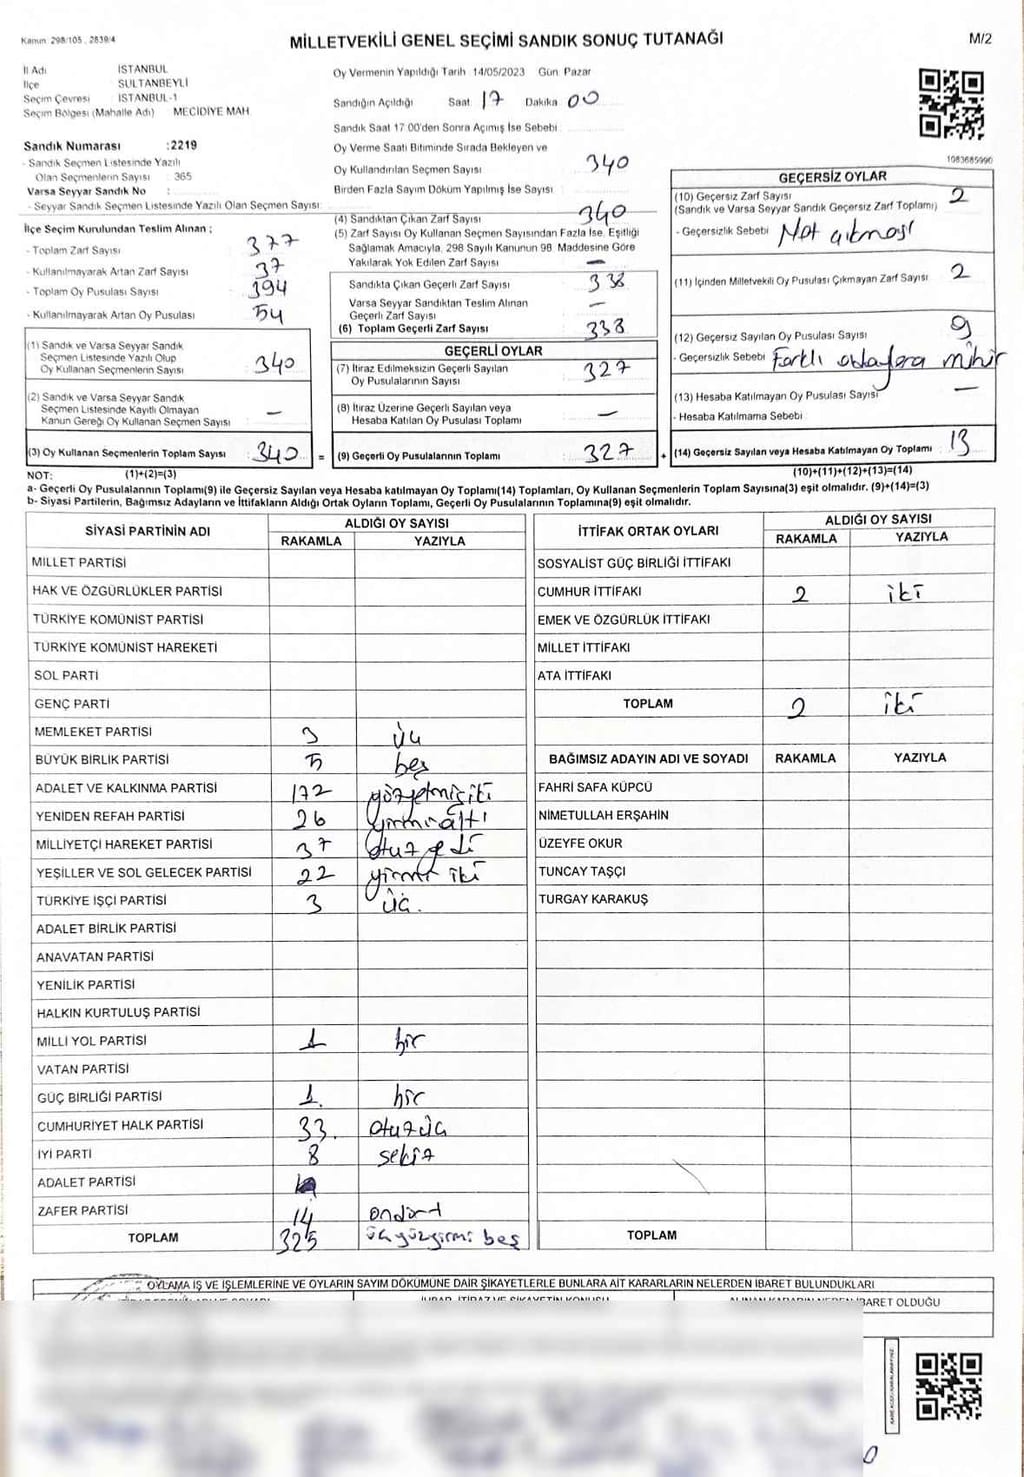 Kanun 298/105 , 2839/4
MİLLETVEKİLİ GENEL SEÇİMİ SANDIK SONUÇ TUTANAĞI
M/2
İl Adı İSTANBUL
İlçe SULTANBEYLİ
Seçim Çevresi İSTANBUL-1
Seçim Bölgesi (Mahalle Adı) MECİDİYE MAH
Sandık Numarası :2219
- Sandık Seçmen Listesinde Yazılı
Olan Seçmenlerin Sayısı : 365
Varsa Seyyar Sandık No :
- Seyyar Sandık Seçmen Listesinde Yazılı Olan Seçmen Sayısı:
İlçe Seçim Kurulundan Teslim Alınan ;
- Toplam Zarf Sayısı 377
- Kullanılmayarak Artan Zarf Sayısı 37
- Toplam Oy Pusulası Sayısı 394
- Kullanılmayarak Artan Oy Pusulası 54
(1) Sandık ve Varsa Seyyar Sandık
Seçmen Listesinde Yazılı Olup
Oy Kullanan Seçmenlerin Sayısı 340
(2) Sandık ve Varsa Seyyar Sandık
Seçmen Listesinde Kayıtlı Olmayan
Kanun Gereği Oy Kullanan Seçmen Sayısı —
(3) Oy Kullanan Seçmenlerin Toplam Sayısı : 340 =
Oy Vermenin Yapıldığı Tarih 14/05/2023 Gün Pazar
Sandığın Açıldığı Saat 17 Dakika 00
Sandık Saat 17 00'den Sonra Açımış İse Sebebi
Oy Verme Saati Bitiminde Sırada Bekleyen ve
Oy Kullandırılan Seçmen Sayısı 340
Birden Fazla Sayım Döküm Yapılmış İse Sayısı
(4) Sandıktan Çıkan Zarf Sayısı 340
(5) Zarf Sayısı Oy Kullanan Seçmen Sayısından Fazla İse, Eşitliği
Sağlamak Amacıyla, 298 Sayılı Kanunun 98. Maddesine Göre
Yakılarak Yok Edilen Zarf Sayısı —
Sandıkta Çıkan Geçerli Zarf Sayısı 338
Varsa Seyyar Sandıktan Teslim Alınan
Geçerli Zarf Sayısı —
(6) Toplam Geçerli Zarf Sayısı 338
GEÇERLİ OYLAR
(7) İtiraz Edilmeksizin Geçerli Sayılan
Oy Pusulalarının Sayısı 327
(8) İtiraz Üzerine Geçerli Sayılan veya
Hesaba Katılan Oy Pusulası Toplamı —
(9) Geçerli Oy Pusulalarının Toplamı : 327 +
1083685990
GEÇERSİZ OYLAR
(10) Geçersiz Zarf Sayısı 2
(Sandık ve Varsa Seyyar Sandık Geçersiz Zarf Toplamı)
- Geçersizlik Sebebi Not çıkması
(11) İçinden Milletvekili Oy Pusulası Çıkmayan Zarf Sayısı 2
(12) Geçersiz Sayılan Oy Pusulası Sayısı 9
- Geçersizlik Sebebi Farklı mühür
(13) Hesaba Katılmayan Oy Pusulası Sayısı —
- Hesaba Katılmama Sebebi
(14) Geçersiz Sayılan veya Hesaba Katılmayan Oy Toplamı 13
NOT: (1)+(2)=(3) (10)+(11)+(12)+(13)=(14)
a- Geçerli Oy Pusulalarının Toplamı(9) ile Geçersiz Sayılan veya Hesaba katılmayan Oy Toplamı(14) Toplamları, Oy Kullanan Seçmenlerin Toplam Sayısına(3) eşit olmalıdır. (9)+(14)=(3)
b- Siyasi Partilerin, Bağımsız Adayların ve İttifakların Aldığı Ortak Oyların Toplamı, Geçerli Oy Pusulalarının Toplamına(9) eşit olmalıdır.
SİYASİ PARTİNİN ADI ALDIĞI OY SAYISI
RAKAMLA YAZIYLA
MİLLET PARTİSİ
HAK VE ÖZGÜRLÜKLER PARTİSİ
TÜRKİYE KOMÜNİST PARTİSİ
TÜRKİYE KOMÜNİST HAREKETİ
SOL PARTİ
GENÇ PARTİ
MEMLEKET PARTİSİ 3 üç
BÜYÜK BİRLİK PARTİSİ 5 beş
ADALET VE KALKINMA PARTİSİ 172 yüzyetmişiki
YENİDEN REFAH PARTİSİ 26 yirmialtı
MİLLİYETÇİ HAREKET PARTİSİ 37 otuz yedi
YEŞİLLER VE SOL GELECEK PARTİSİ 22 yirmi iki
TÜRKİYE İŞÇİ PARTİSİ 3 üç.
ADALET BİRLİK PARTİSİ
ANAVATAN PARTİSİ
YENİLİK PARTİSİ
HALKIN KURTULUŞ PARTİSİ
MİLLİ YOL PARTİSİ 1 bir
VATAN PARTİSİ
GÜÇ BİRLİĞİ PARTİSİ 1. bir
CUMHURİYET HALK PARTİSİ 33. otuzüç
İYİ PARTİ 8 sekiz
ADALET PARTİSİ
ZAFER PARTİSİ 14 ondört
TOPLAM 325 üçyüzyirmi beş
İTTİFAK ORTAK OYLARI ALDIĞI OY SAYISI
RAKAMLA YAZIYLA
SOSYALİST GÜÇ BİRLİĞİ İTTİFAKI
CUMHUR İTTİFAKI 2 iki
EMEK VE ÖZGÜRLÜK İTTİFAKI
MİLLET İTTİFAKI
ATA İTTİFAKI
TOPLAM 2 iki
BAĞIMSIZ ADAYIN ADI VE SOYADI RAKAMLA YAZIYLA
FAHRİ SAFA KÜPCÜ
NİMETULLAH ERŞAHİN
ÜZEYFE OKUR
TUNCAY TAŞÇI
TURGAY KARAKUŞ
TOPLAM
OYLAMA İŞ VE İŞLEMLERİNE VE OYLARIN SAYIM DÖKÜMÜNE DAİR ŞİKAYETLERLE BUNLARA AİT KARARLARIN NELERDEN İBARET BULUNDUKLARI
İBARET OLDUĞU